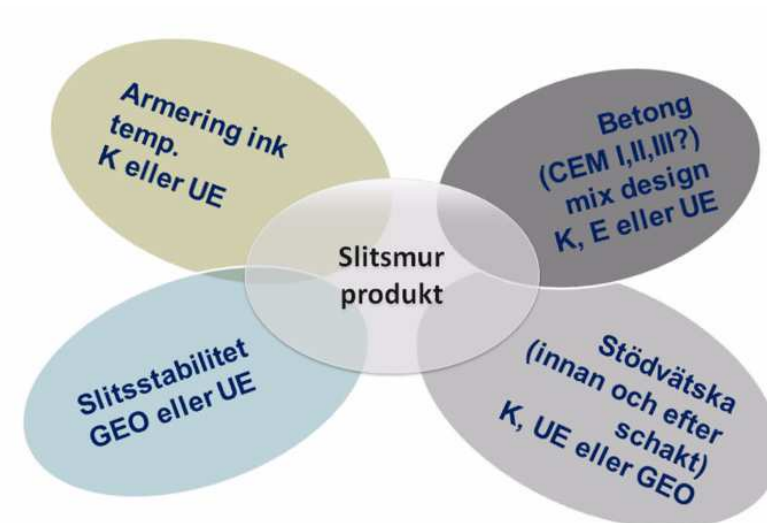 Armering ink
temp.
K eller UE
Betong
(CEM I,II,III?)
mix design
K, E eller UE
Slitsmur
produkt
Slitsstabilitet
GEO eller UE
Stödvätska
(innan och efter
schakt)
K, UE eller GEO